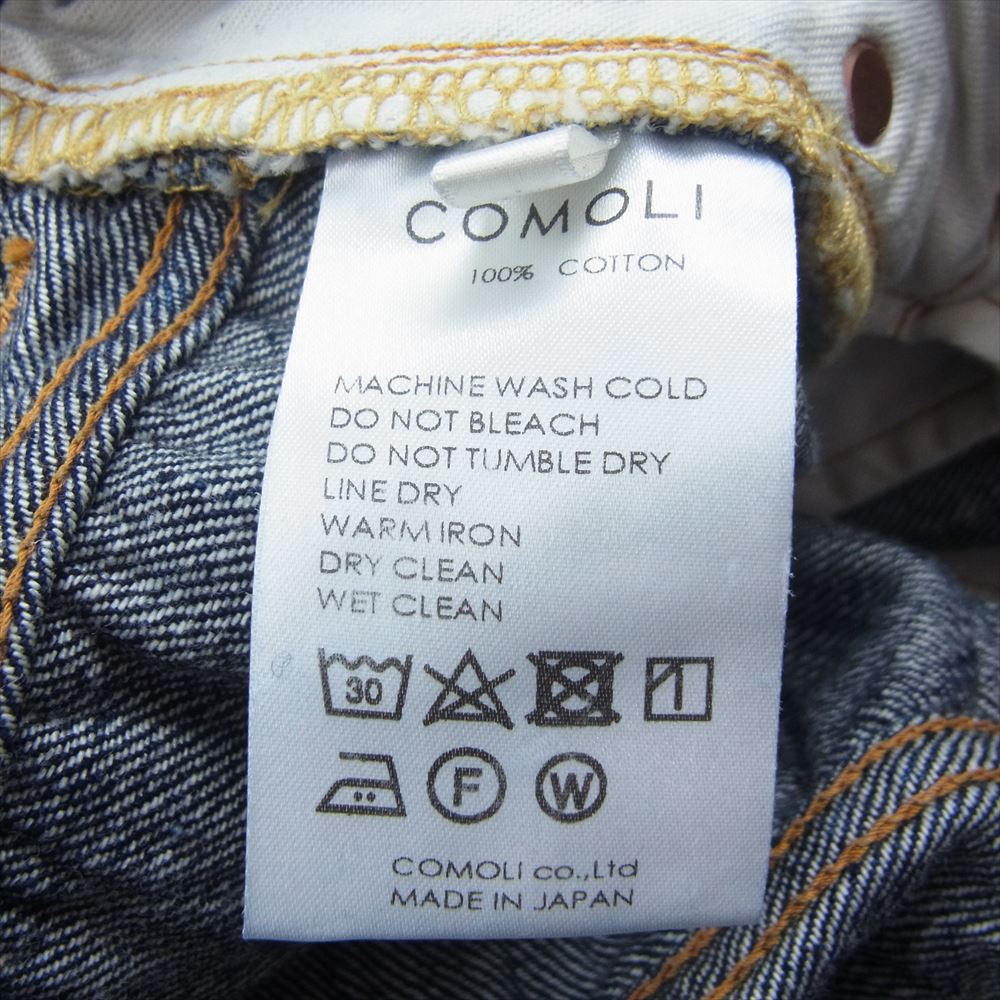 COMOLI
100% COTTON
MACHINE WASH COLD
DO NOT BLEACH
DO NOT TUMBLE DRY
LINE DRY
WARM IRON
DRY CLEAN
WET CLEAN
30
F W
COMOLI co.,Ltd
MADE IN JAPAN